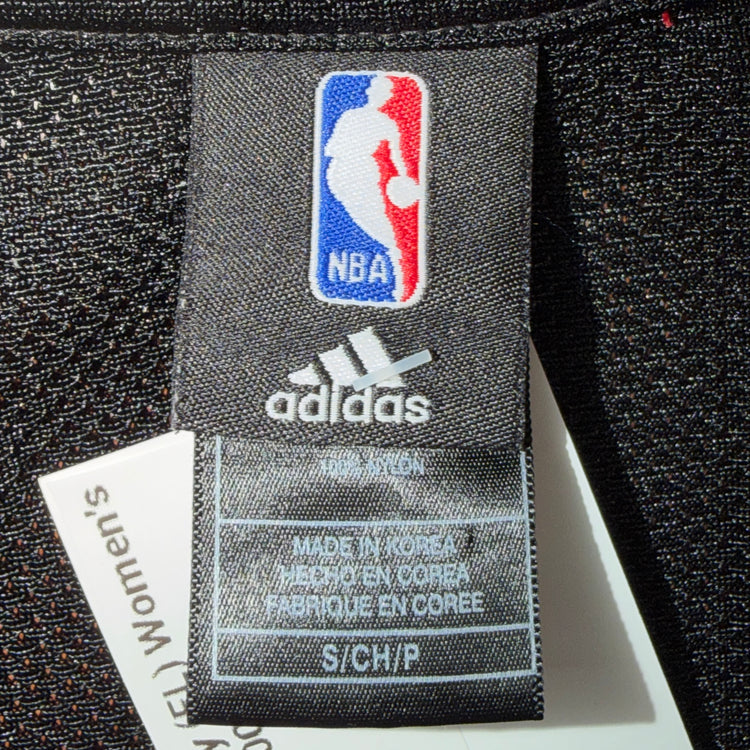 NBA
adidas
100% NYLON
MADE IN KOREA
HECHO EN COREA
FABRIQUE EN COREE
S/CH/P
Women's